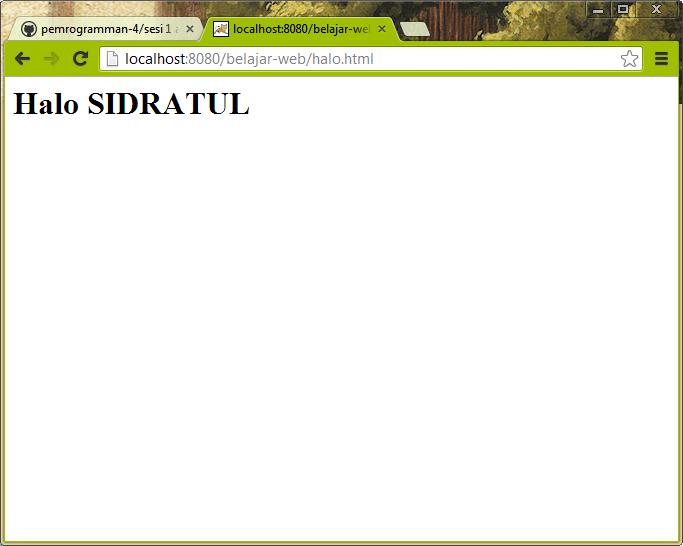 pemrogramman-4/sesi 1 a
localhost:8080/belajar-we
localhost:8080/belajar-web/halo.html
Halo SIDRATUL